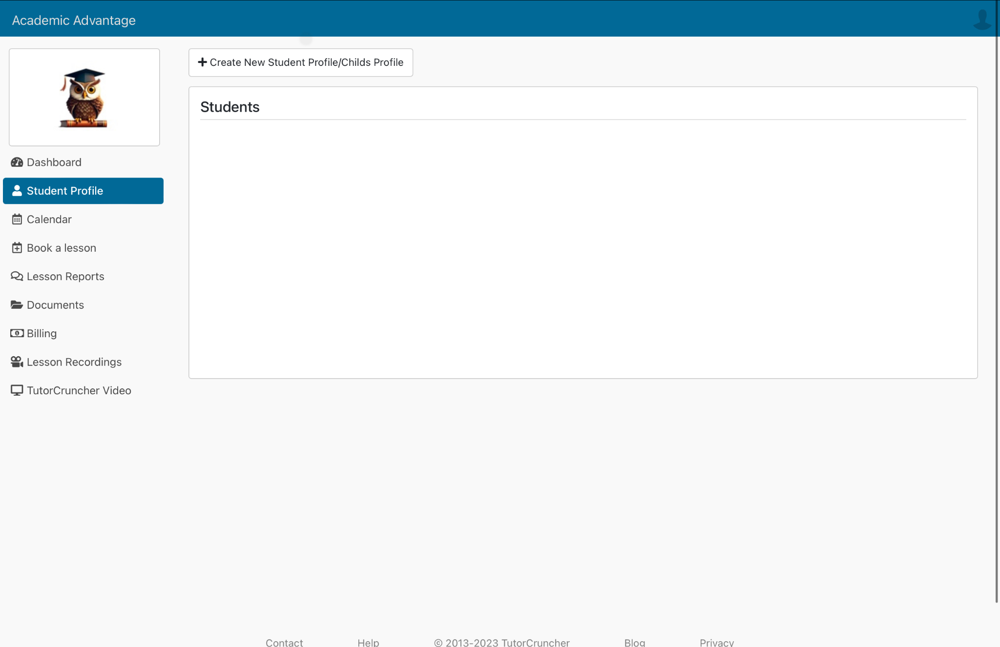 Academic Advantage
Create New Student Profile/Childs Profile
Students
Dashboard
Student Profile
Calendar
Book a lesson
Lesson Reports
Documents
Billing
Lesson Recordings
TutorCruncher Video
Contact
Help
© 2013-2023 TutorCruncher
Blog
Privacy